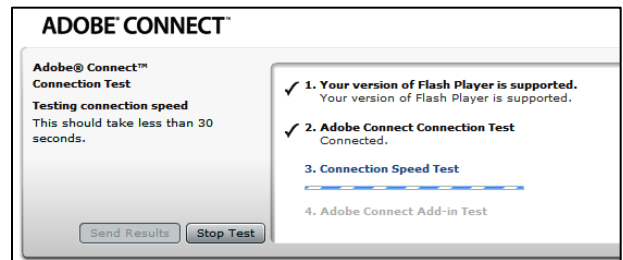 ADOBE® CONNECT™
Adobe® Connect™
Connection Test
Testing connection speed
This should take less than 30
seconds.
Send Results
Stop Test
1. Your version of Flash Player is supported.
Your version of Flash Player is supported.
2. Adobe Connect Connection Test
Connected.
3. Connection Speed Test
4. Adobe Connect Add-in Test